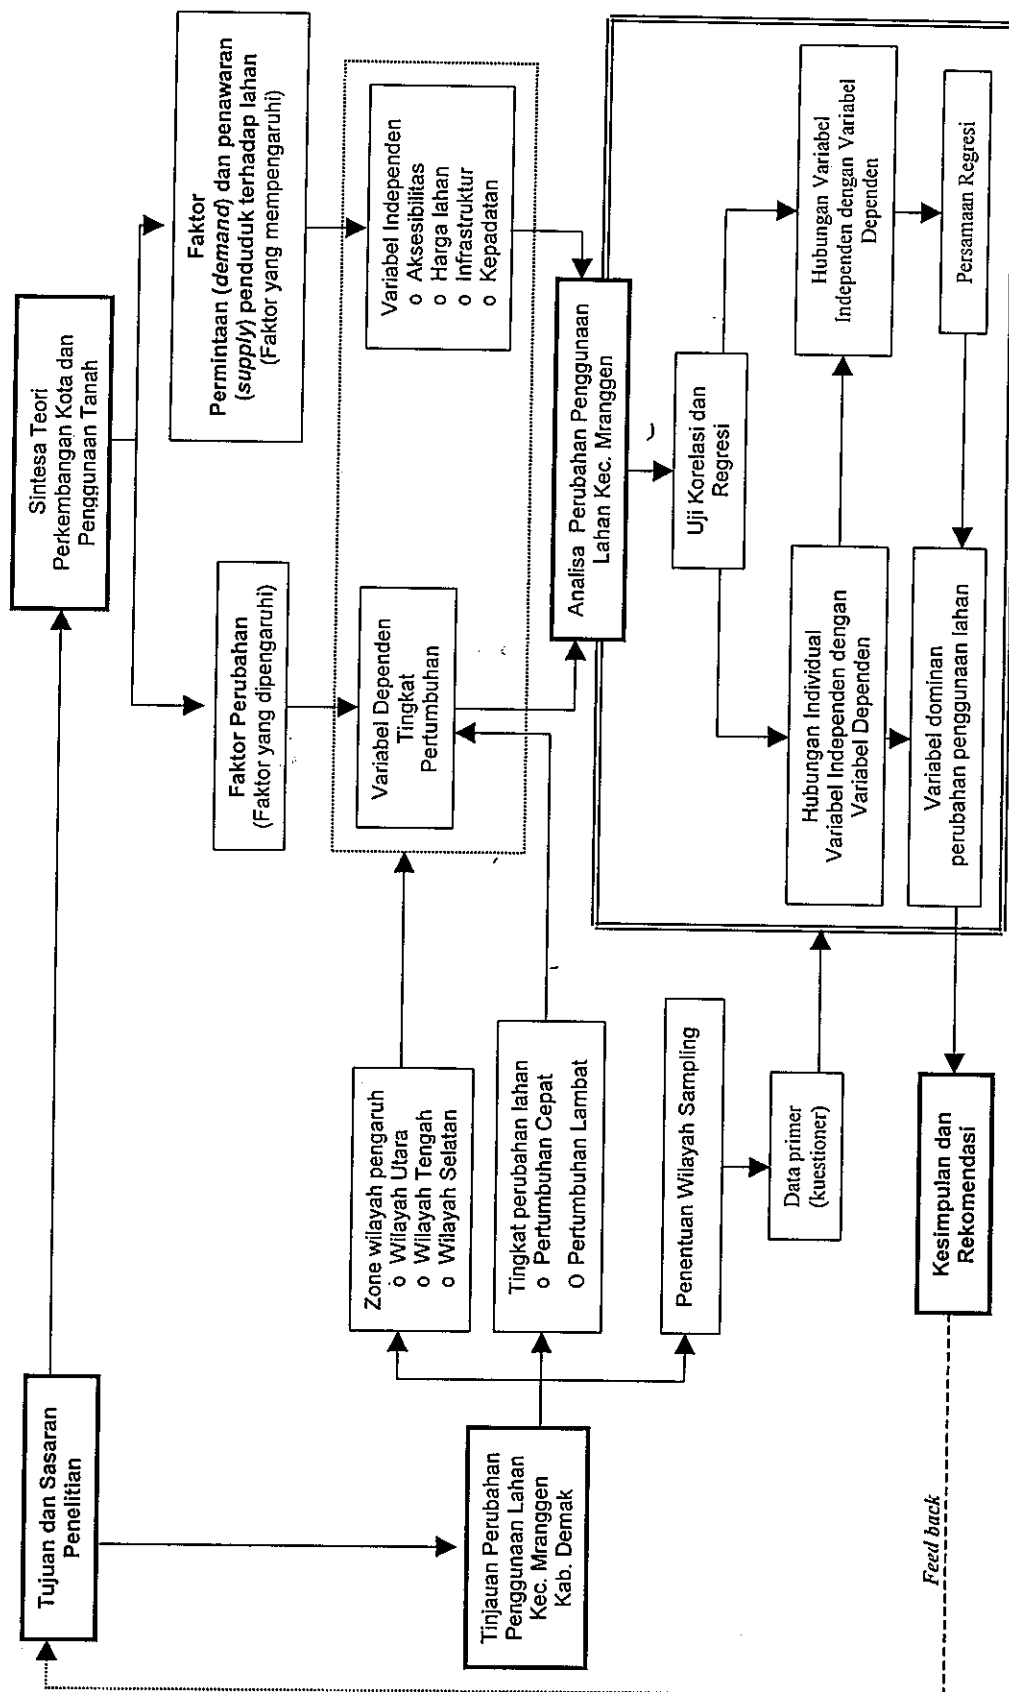 Tujuan dan Sasaran
Penelitian
Sintesa Teori
Perkembangan Kota dan
Penggunaan Tanah
Faktor Perubahan
(Faktor yang dipengaruhi)
Faktor
Permintaan (demand) dan penawaran
(supply) penduduk terhadap lahan
(Faktor yang mempengaruhi)
Zone wilayah pengaruh
o Wilayah Utara
o Wilayah Tengah
o Wilayah Selatan
Variabel Dependen
Tingkat
Pertumbuhan
Variabel Independen
o Aksesibilitas
o Harga lahan
o Infrastruktur
o Kepadatan
Tinjauan Perubahan
Penggunaan Lahan
Kec. Mranggen
Kab. Demak
Tingkat perubahan lahan
o Pertumbuhan Cepat
O Pertumbuhan Lambat
Analisa Perubahan Penggunaan
Lahan Kec. Mranggen
Penentuan Wilayah Sampling
Uji Korelasi dan
Regresi
Data primer
(kuestioner)
Hubungan Individual
Variabel Independen dengan
Variabel Dependen
Hubungan Variabel
Independen dengan Variabel
Dependen
Variabel dominan
perubahan penggunaan lahan
Persamaan Regresi
Kesimpulan dan
Rekomendasi
Feed back